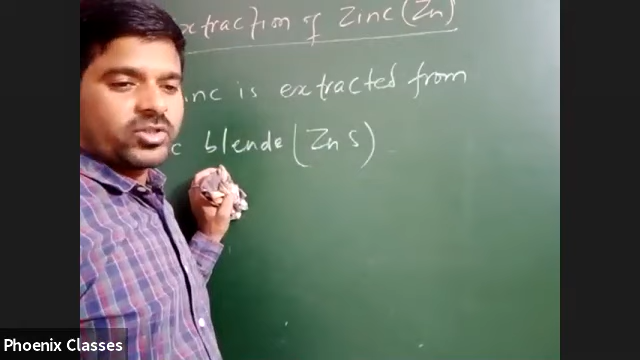 xtraction of Zinc (Zn)
inc is extracted from
c blende (ZnS)
Phoenix Classes